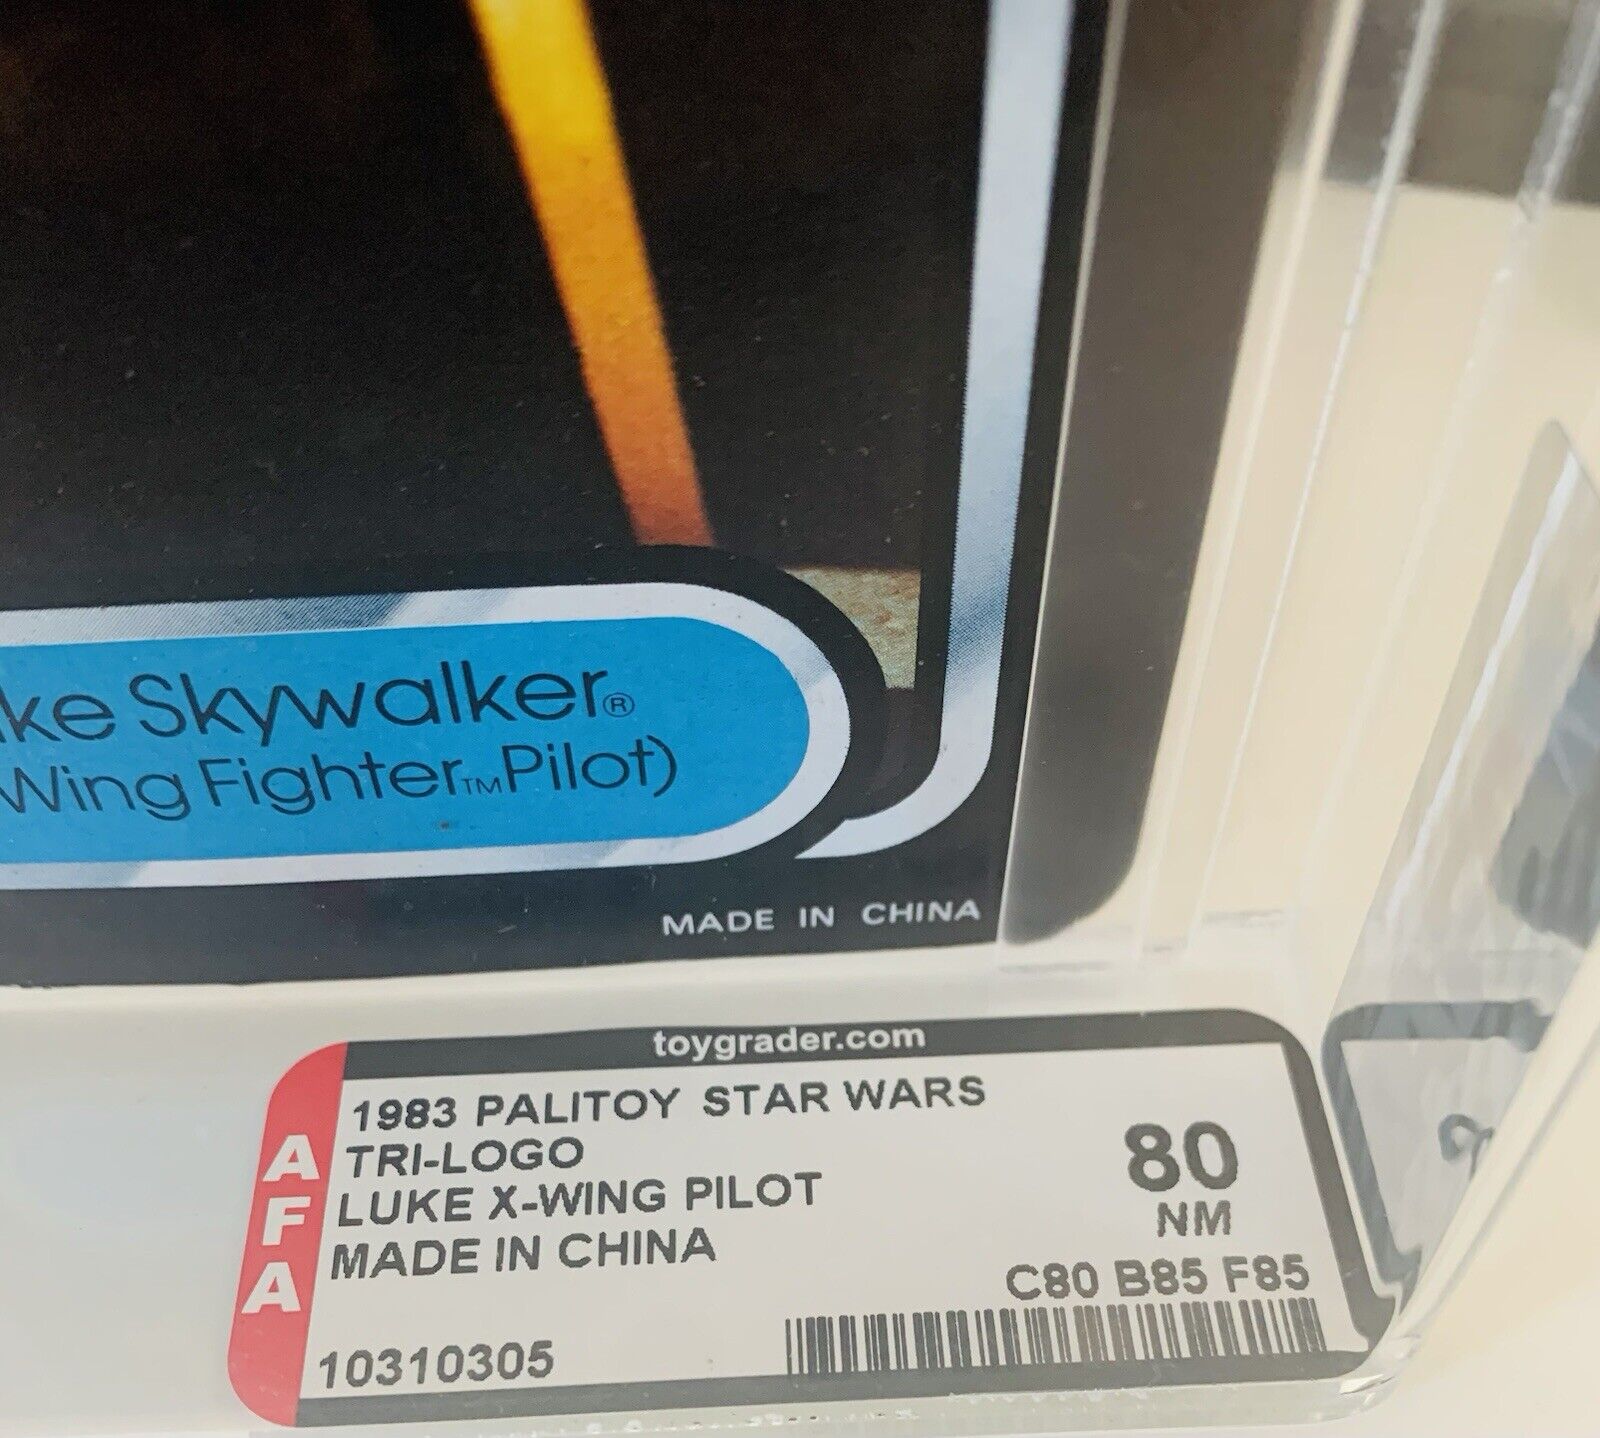 ke Skywalker®
Wing Fighter™ Pilot)
MADE IN CHINA
toygrader.com
AFA
1983 PALITOY STAR WARS
TRI-LOGO
LUKE X-WING PILOT
MADE IN CHINA
80
NM
C80 B85 F85
10310305